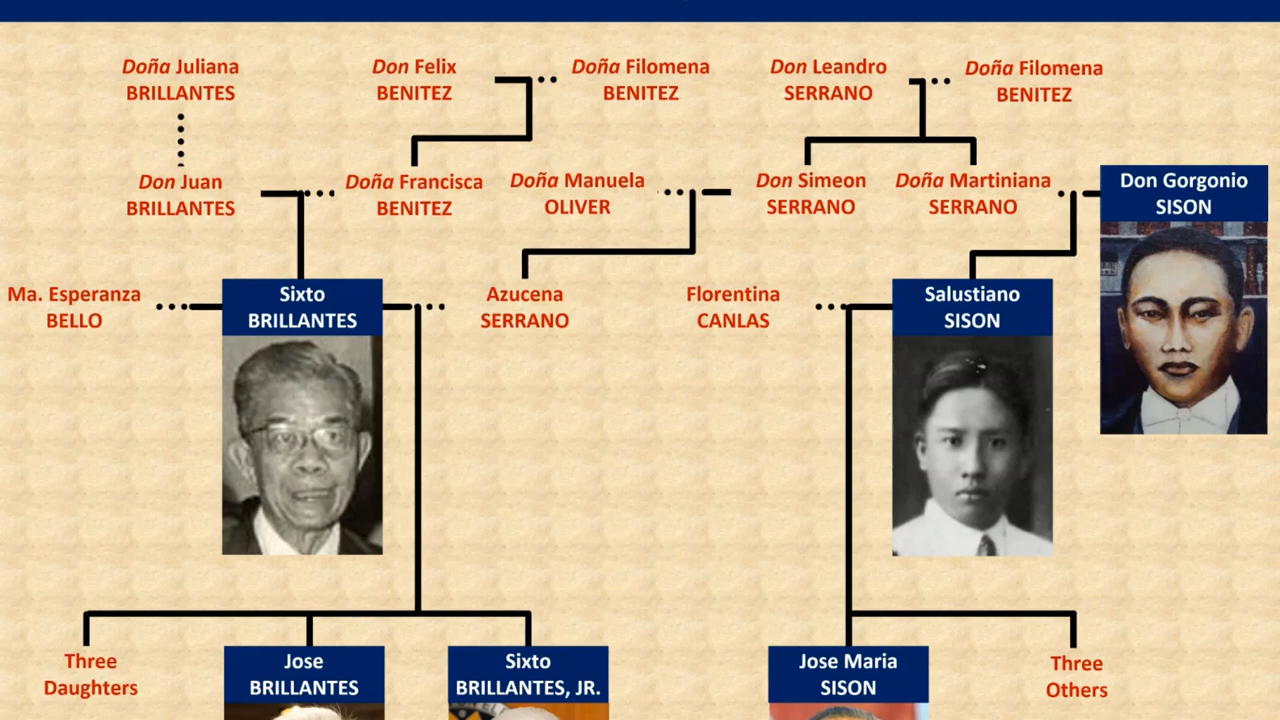 Doña Juliana
BRILLANTES
Don Felix
BENITEZ
Doña Filomena
BENITEZ
Don Leandro
SERRANO
Doña Filomena
BENITEZ
Don Juan
BRILLANTES
Doña Francisca
BENITEZ
Doña Manuela
OLIVER
Don Simeon
SERRANO
Doña Martiniana
SERRANO
Don Gorgonio
SISON
Ma. Esperanza
BELLO
Sixto
BRILLANTES
Azucena
SERRANO
Florentina
CANLAS
Salustiano
SISON
Three
Daughters
Jose
BRILLANTES
Sixto
BRILLANTES, JR.
Jose Maria
SISON
Three
Others